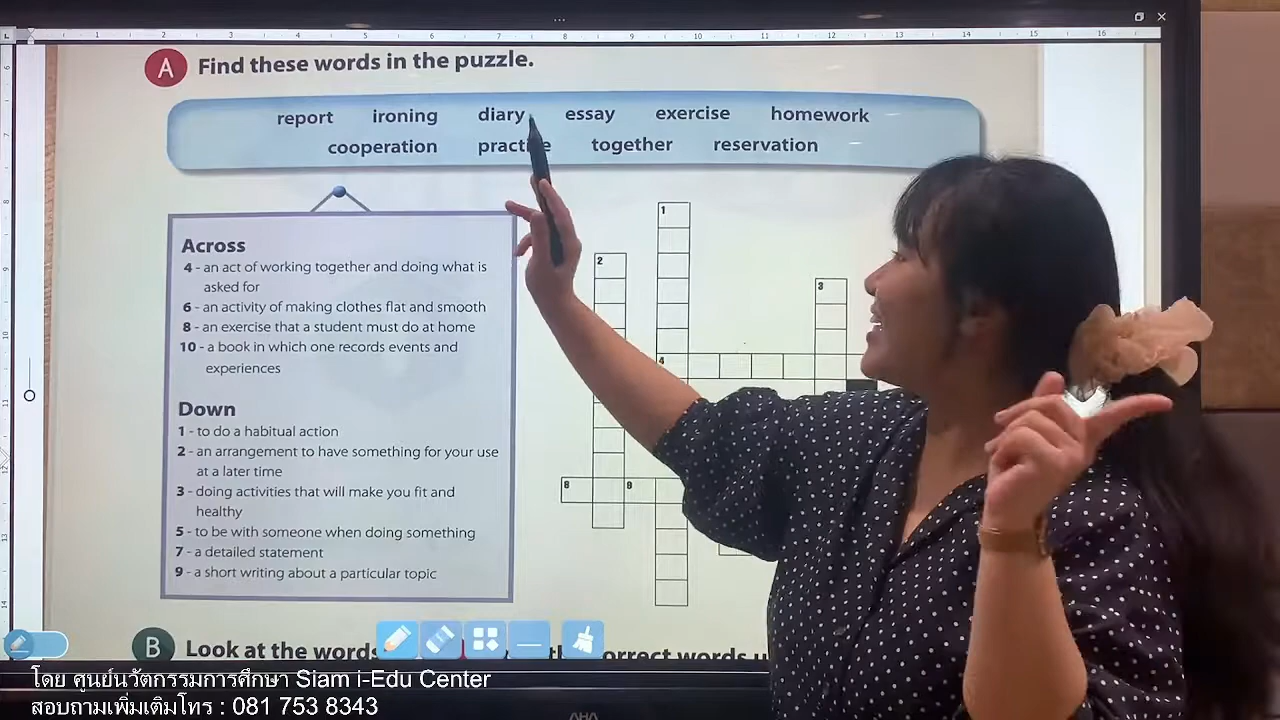 A Find these words in the puzzle.
report ironing diary essay exercise homework
cooperation practise together reservation
Across
4 - an act of working together and doing what is
asked for
6 - an activity of making clothes flat and smooth
8 - an exercise that a student must do at home
10 - a book in which one records events and
experiences
Down
1 - to do a habitual action
2 - an arrangement to have something for your use
at a later time
3 - doing activities that will make you fit and
healthy
5 - to be with someone when doing something
7 - a detailed statement
9 - a short writing about a particular topic
1
2
3
4
8 9
B Look at the words correct words
โดย ศูนย์นวัตกรรมการศึกษา Siam i-Edu Center
สอบถามเพิ่มเติมโทร : 081 753 8343